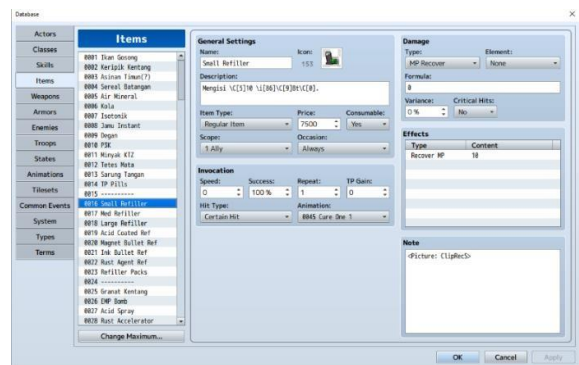 Database
Actors
Classes
Skills
Items
Weapons
Armors
Enemies
Troops
States
Animations
Tilesets
Common Events
System
Types
Terms
Items
0001 Ikan Gosong
0002 Keripik Kentang
0003 Asinan Timun(?)
0004 Sereal Batangan
0005 Air Mineral
0006 Kola
0007 Isotonik
0008 Jamu Instant
0009 Degan
0010 P3K
0011 Minyak KTZ
0012 Tetes Mata
0013 Sarung Tangan
0014 TP Pills
0015 ----------
0016 Small Refiller
0017 Med Refiller
0018 Large Refiller
0019 Acid Coated Ref
0020 Magnet Bullet Ref
0021 Ink Bullet Ref
0022 Rust Agent Ref
0023 Refiller Packs
0024 ----------
0025 Granat Kentang
0026 EMP Bomb
0027 Acid Spray
0028 Rust Accelerator
Change Maximum...
General Settings
Name: Icon:
Small Refiller 153
Description:
Mengisi \C[5]10 \i[86]\C[9]Bt\C[0].
Item Type: Price: Consumable:
Regular Item 7500 Yes
Scope: Occasion:
1 Ally Always
Invocation
Speed: Success: Repeat: TP Gain:
0 100 % 1 0
Hit Type: Animation:
Certain Hit 0045 Cure One 1
Damage
Type: Element:
MP Recover None
Formula:
0
Variance: Critical Hits:
0 % No
Effects
Type Content
Recover MP 10
Note
<Picture: ClipRecS>
OK Cancel Apply